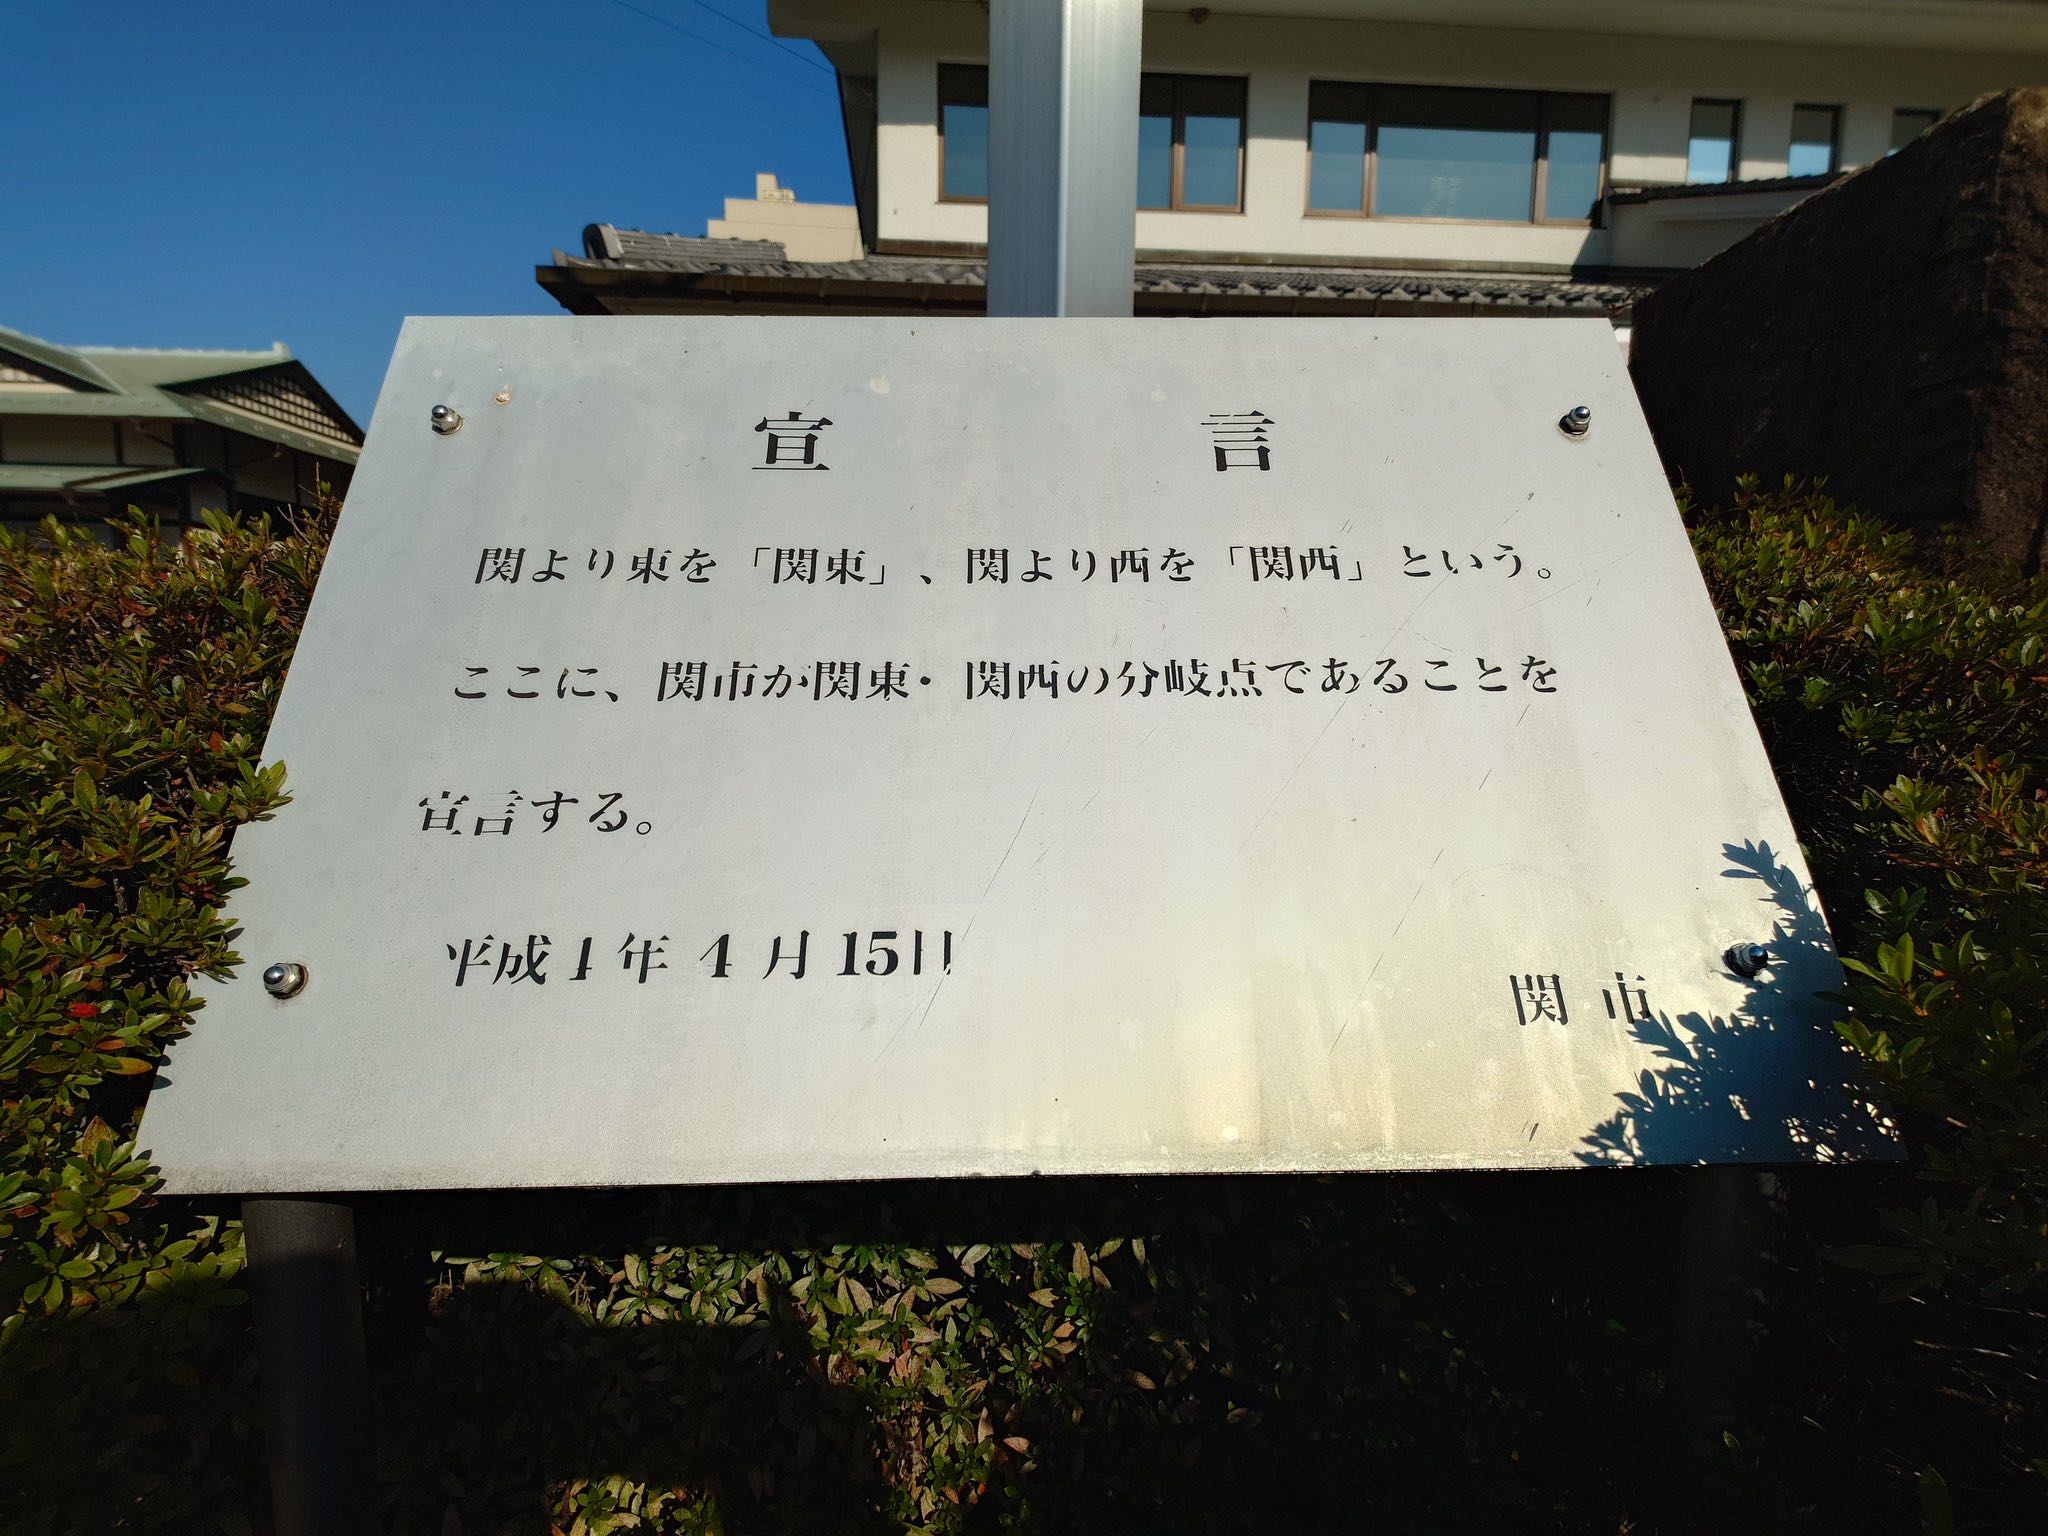 宣言
関より東を「関東」、関より西を「関西」という。
ここに、関市が関東・関西の分岐点であることを
宣言する。
平成1年4月15日
関市